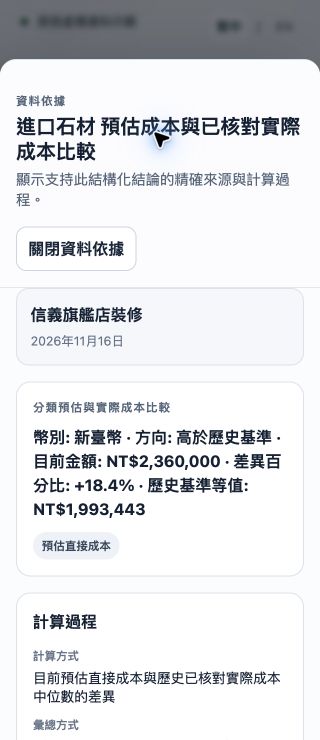 資料依據
進口石材 預估成本與已核對實際
成本比較
顯示支持此結構化結論的精確來源與計算過
程。
關閉資料依據
信義旗艦店裝修
2026年11月16日
分類預估與實際成本比較
幣別: 新臺幣 · 方向: 高於歷史基準 ·
目前金額: NT$2,360,000 · 差異百
分比: +18.4% · 歷史基準等值:
NT$1,993,443
預估直接成本
計算過程
計算方式
目前預估直接成本與歷史已核對實際成本
中位數的差異
彙總方式